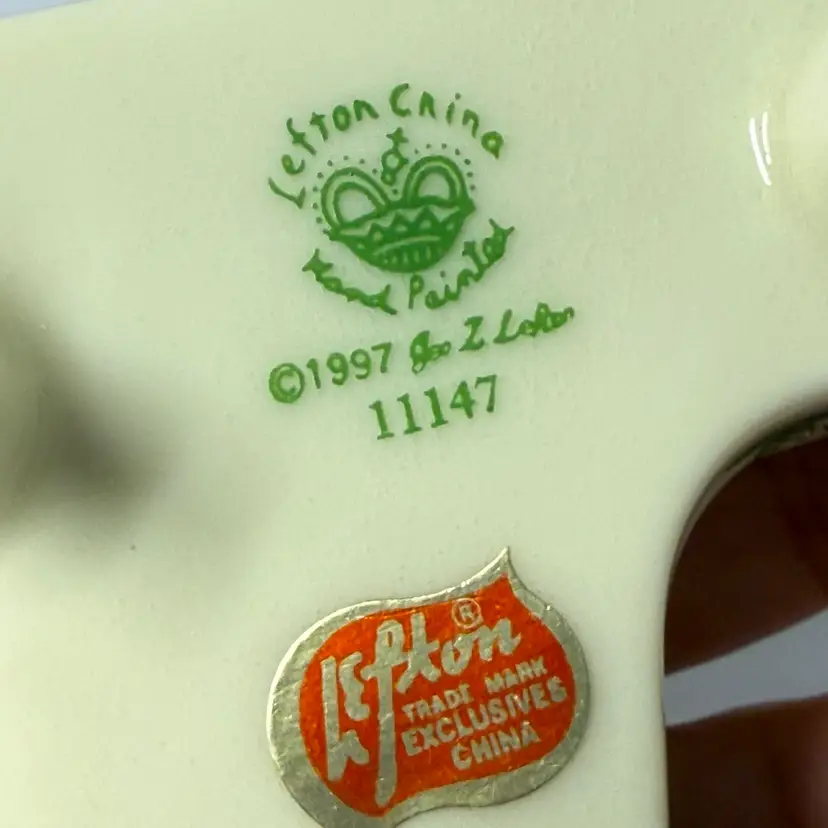 Lefton China
Hand Painted
©1997 Geo Z Lefton
11147
Lefton ®
TRADE MARK
EXCLUSIVES
CHINA